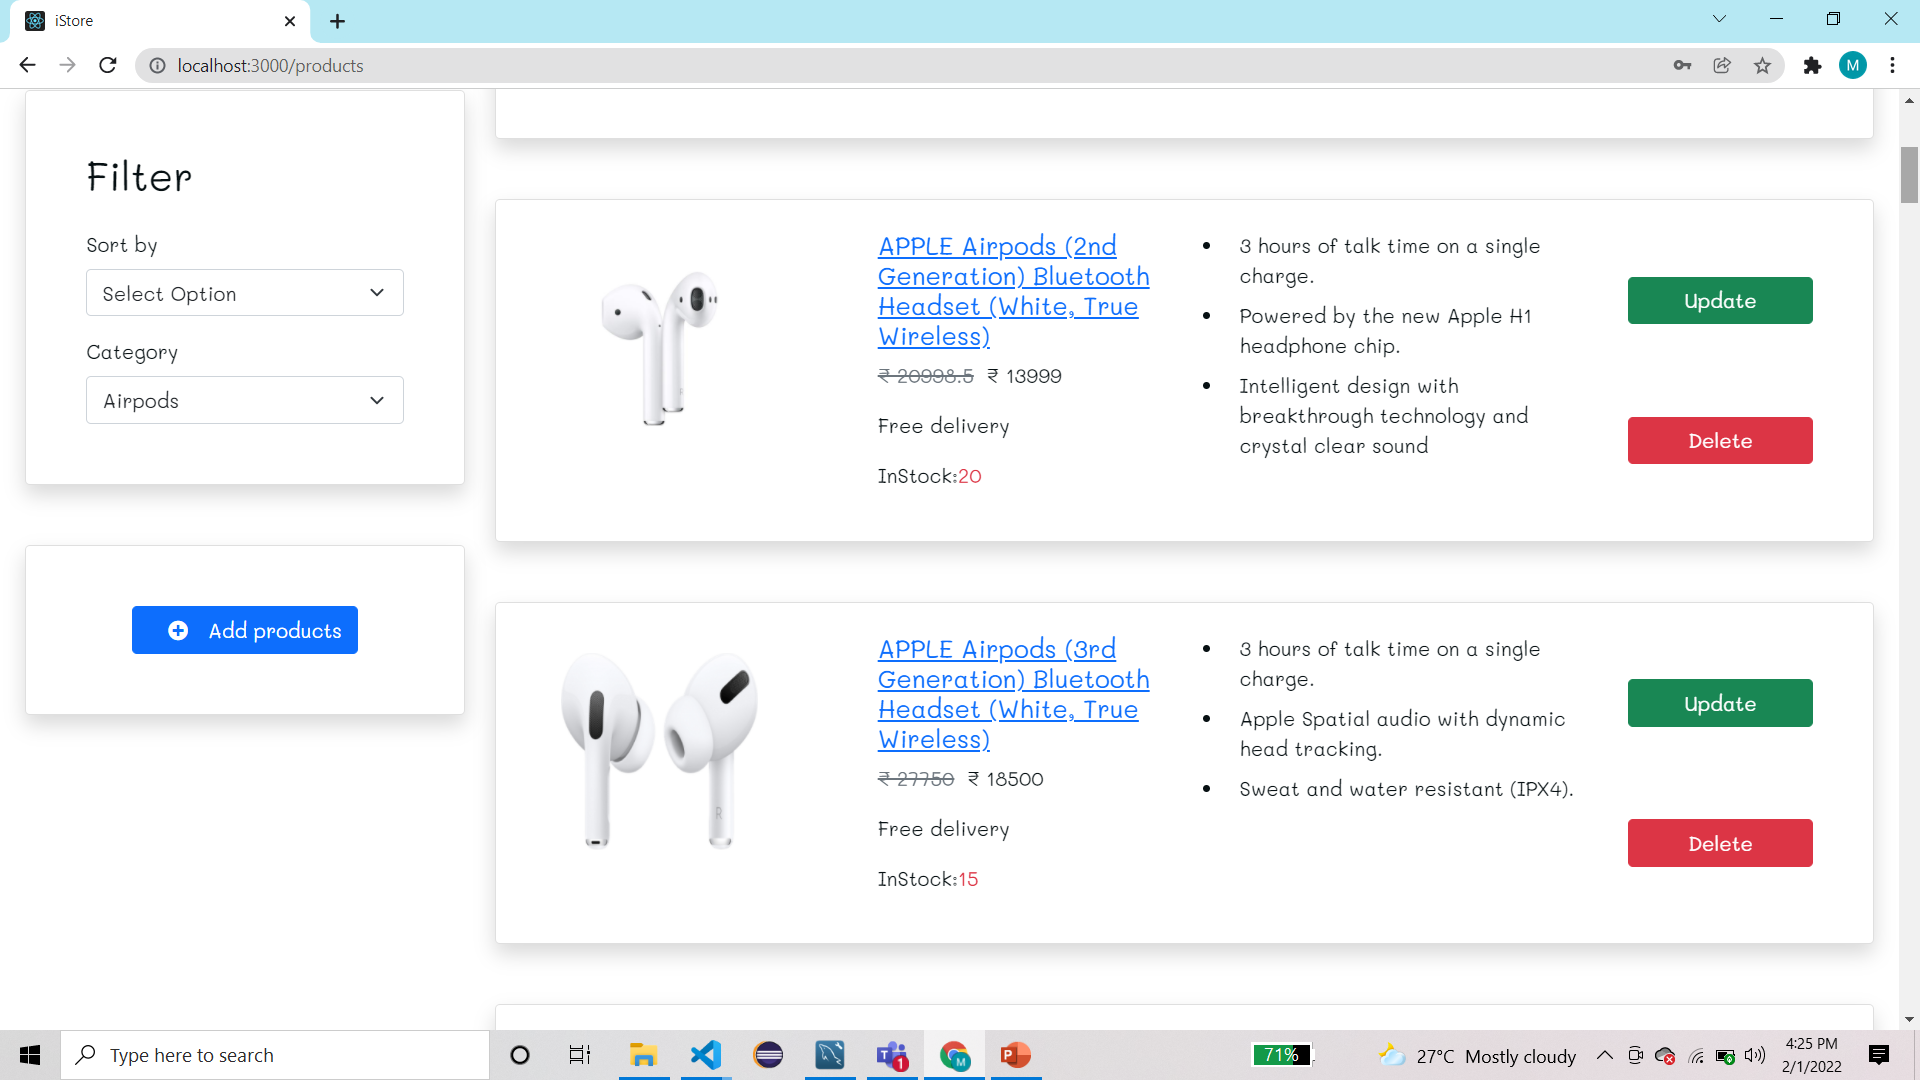 iStore
localhost:3000/products
M
Filter
Sort by
Select Option
Category
Airpods
Add products
APPLE Airpods (2nd
Generation) Bluetooth
Headset (White, True
Wireless)
₹ 20998.5 ₹ 13999
Free delivery
InStock:20
3 hours of talk time on a single
charge.
Powered by the new Apple H1
headphone chip.
Intelligent design with
breakthrough technology and
crystal clear sound
Update
Delete
APPLE Airpods (3rd
Generation) Bluetooth
Headset (White, True
Wireless)
₹ 27750 ₹ 18500
Free delivery
InStock:15
3 hours of talk time on a single
charge.
Apple Spatial audio with dynamic
head tracking.
Sweat and water resistant (IPX4).
Update
Delete
R
Type here to search
T
1
M
P
71%
27°C Mostly cloudy
4:25 PM
2/1/2022